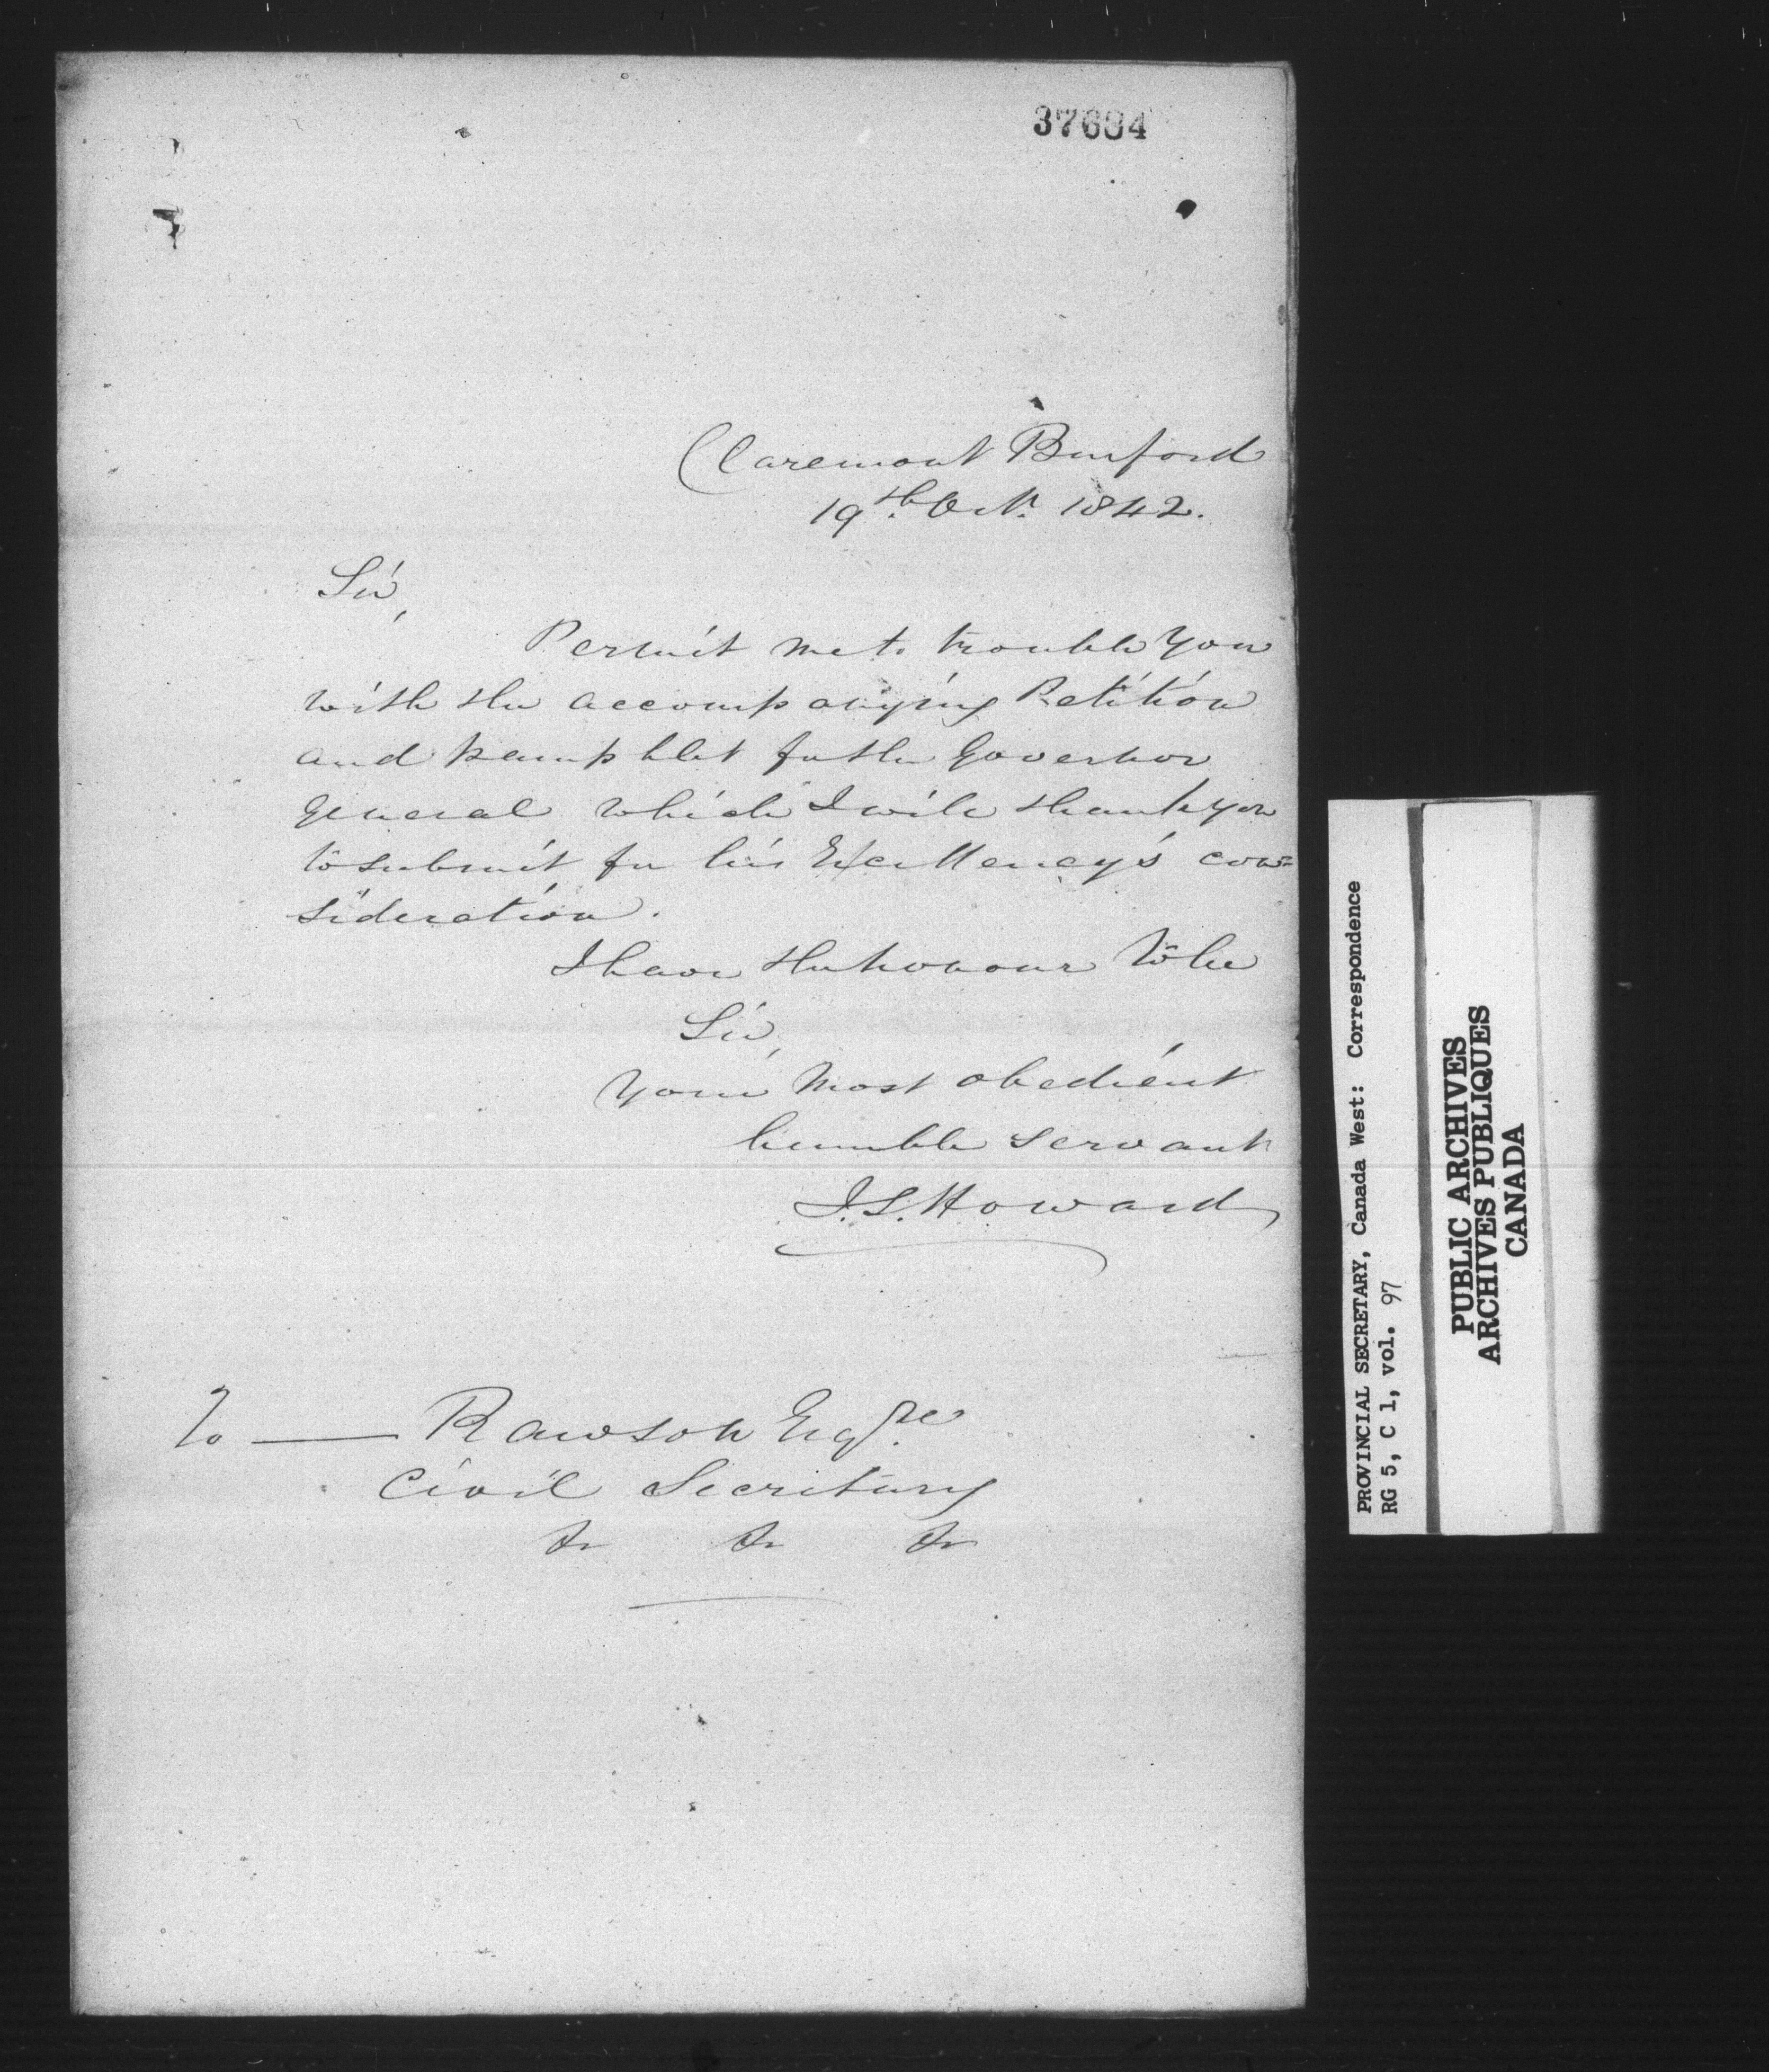 37634
Claremont Burford
19th. Oct. 1842.
Sir,
Permit me to trouble You
with the accompanying Petition
and pamphlet for the Governor
General which I will thank you
to submit for his Excellency's con=
sideration.
I have the honour to be
Sir,
Your most obedient
humble Servant
J. S. Howard
To — Rawson Esqre
Civil Secretary
&c &c &c
PROVINCIAL SECRETARY, Canada West: Correspondence
RG 5, C 1, vol. 97
PUBLIC ARCHIVES
ARCHIVES PUBLIQUES
CANADA